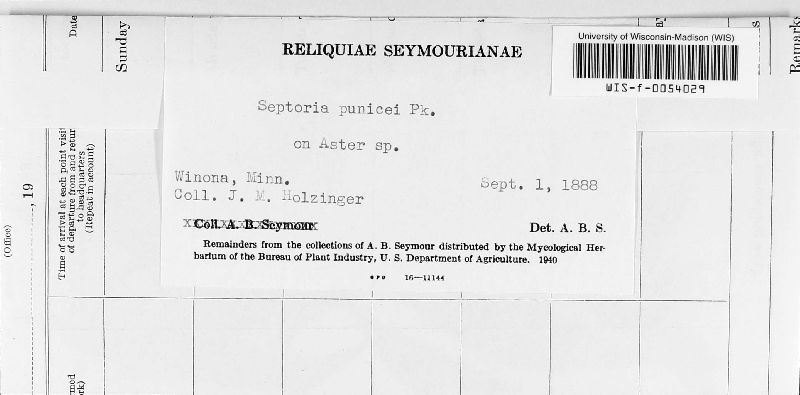 Date
Sunday
Remarks
RELIQUIAE SEYMOURIANAE
University of Wisconsin-Madison (WIS)
WIS-f-0054029
Septoria punicei Pk.
on Aster sp.
Winona, Minn.
Sept. 1, 1888
Coll. J. M. Holzinger
Coll. A. B. Seymour
Det. A. B. S.
Remainders from the collections of A. B. Seymour distributed by the Mycological Her-
barium of the Bureau of Plant Industry, U. S. Department of Agriculture. 1940
GPO 16—11144
(Office)
, 19
Time of arrival at each point visit
of departure from and retur
to headquarters
(Repeat in account)